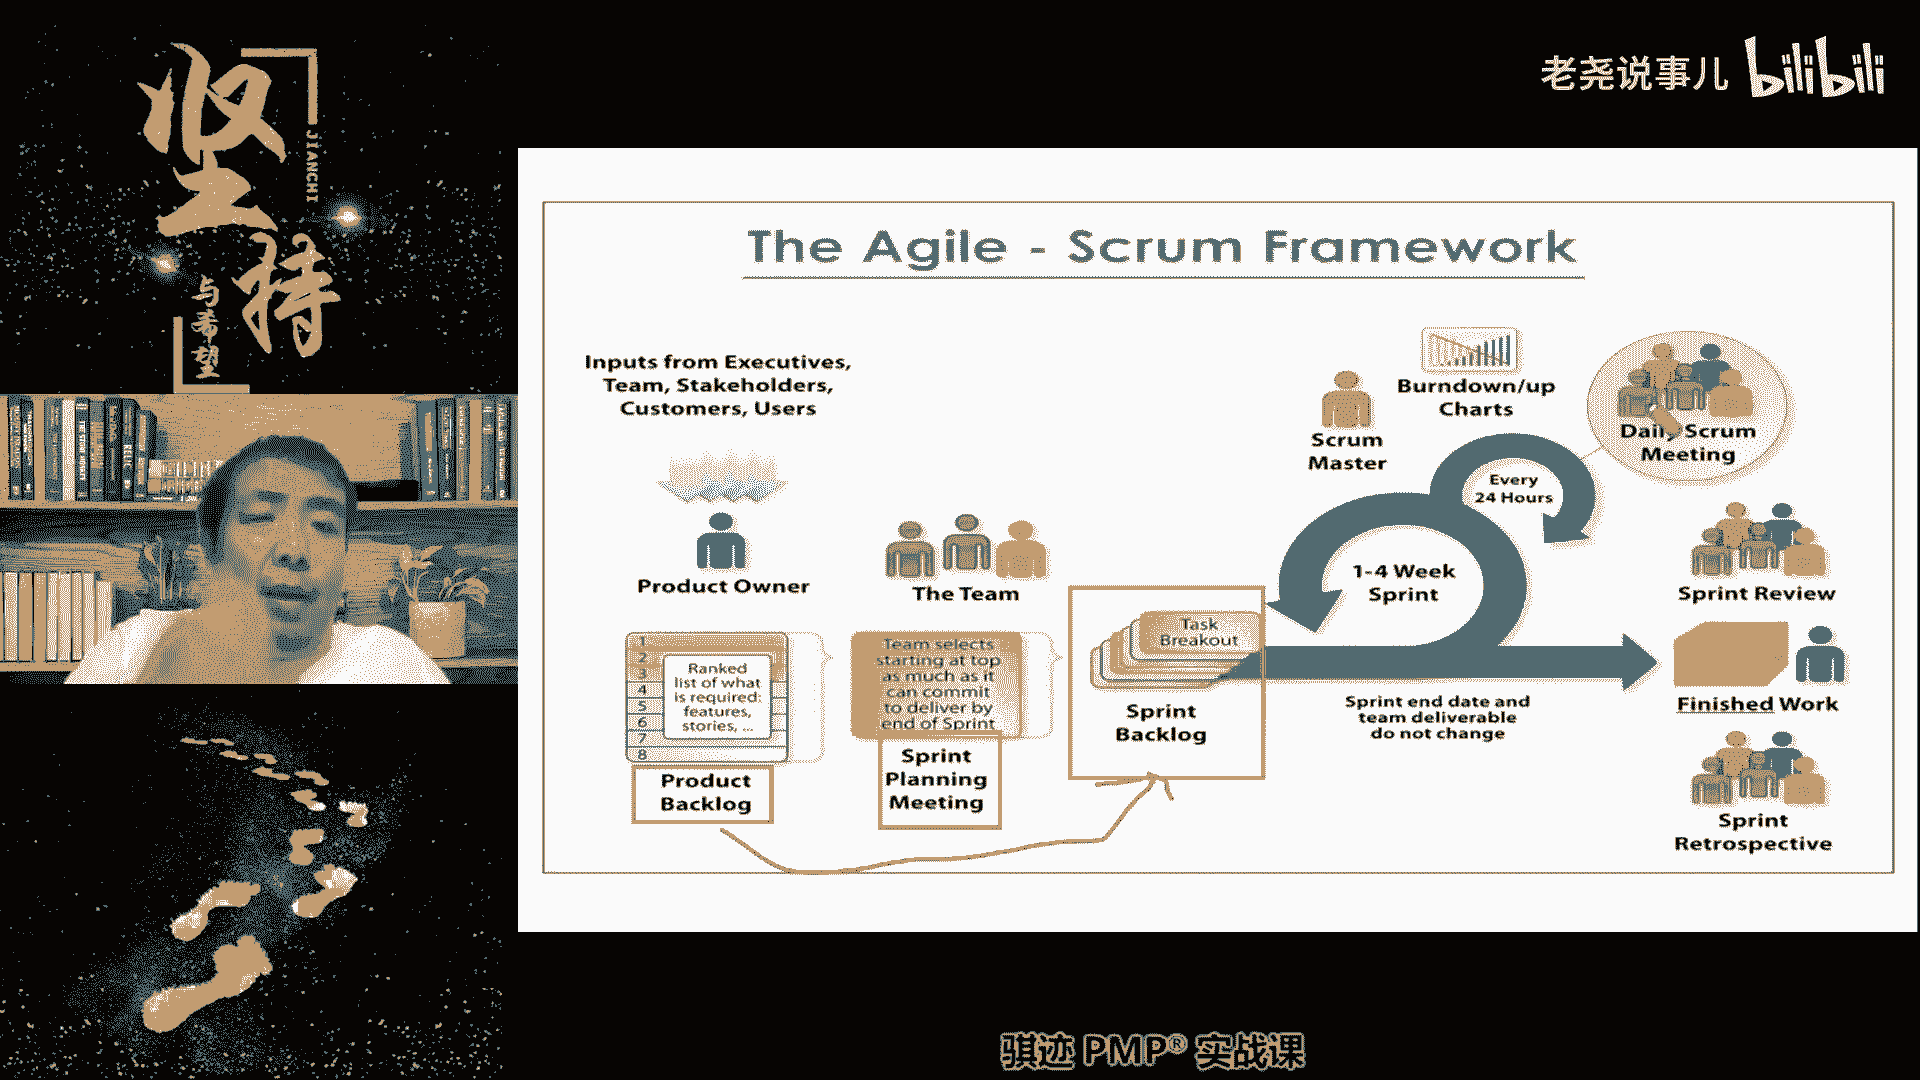 坚持
JIANCHI
与希望
老尧说事儿 bilibili
The Agile - Scrum Framework
Inputs from Executives,
Team, Stakeholders,
Customers, Users
Product Owner
The Team
1
2
3
4
5
6
7
8
Ranked
list of what
is required:
features,
stories, ...
Product
Backlog
Team selects
starting at top
as much as it
can commit
to deliver by
end of Sprint
Sprint
Planning
Meeting
Task
Breakout
Sprint
Backlog
Scrum
Master
Burndown/up
Charts
Every
24 Hours
1-4 Week
Sprint
Sprint end date and
team deliverable
do not change
Daily Scrum
Meeting
Sprint Review
Finished Work
Sprint
Retrospective
骐迹 PMP® 实战课